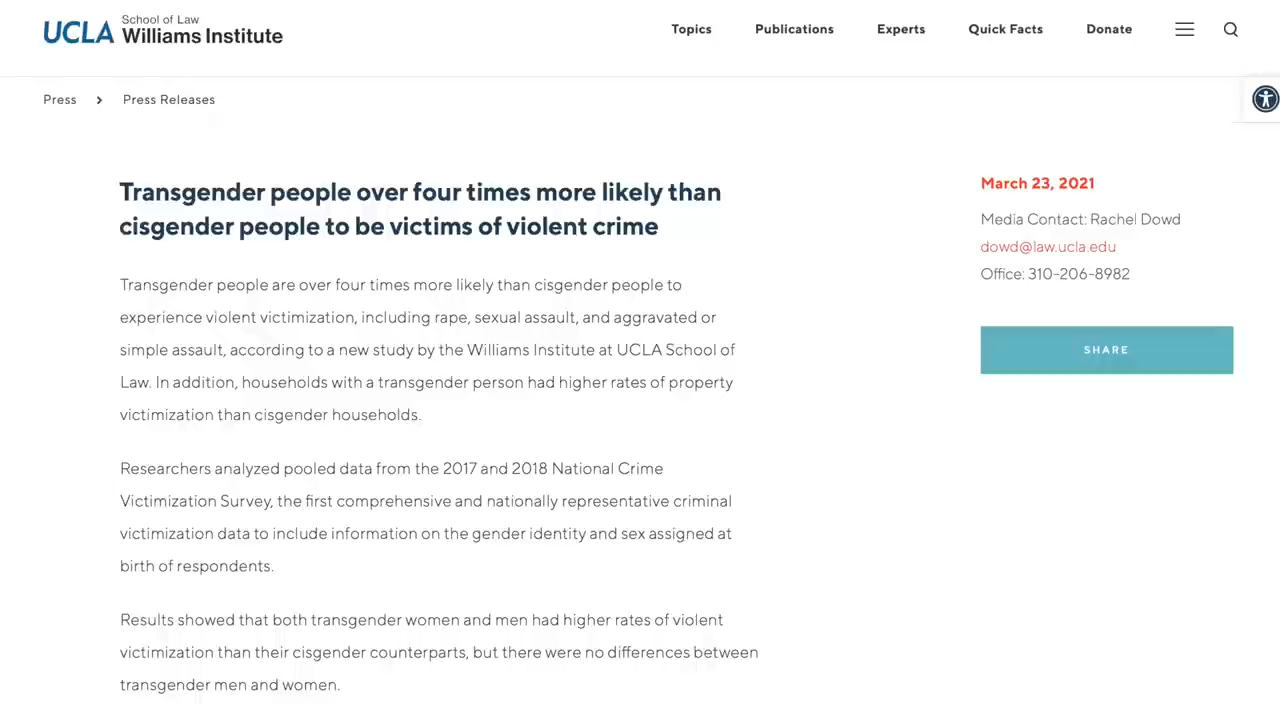 UCLA School of Law Williams Institute
Topics Publications Experts Quick Facts Donate
Press > Press Releases
Transgender people over four times more likely than
cisgender people to be victims of violent crime
Transgender people are over four times more likely than cisgender people to
experience violent victimization, including rape, sexual assault, and aggravated or
simple assault, according to a new study by the Williams Institute at UCLA School of
Law. In addition, households with a transgender person had higher rates of property
victimization than cisgender households.
Researchers analyzed pooled data from the 2017 and 2018 National Crime
Victimization Survey, the first comprehensive and nationally representative criminal
victimization data to include information on the gender identity and sex assigned at
birth of respondents.
Results showed that both transgender women and men had higher rates of violent
victimization than their cisgender counterparts, but there were no differences between
transgender men and women.
March 23, 2021
Media Contact: Rachel Dowd
dowd@law.ucla.edu
Office: 310-206-8982
SHARE